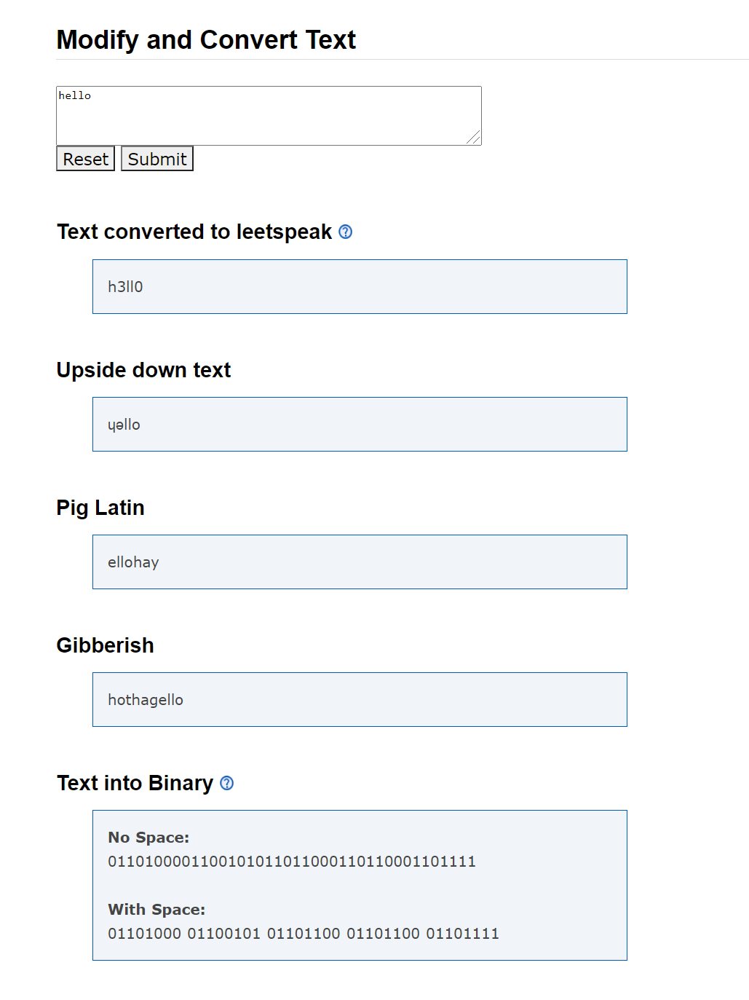 Modify and Convert Text
hello
Reset Submit
Text converted to leetspeak
h3ll0
Upside down text
ɥǝllo
Pig Latin
ellohay
Gibberish
hothagello
Text into Binary
No Space:
0110100001100101011011000110110001101111
With Space:
01101000 01100101 01101100 01101100 01101111